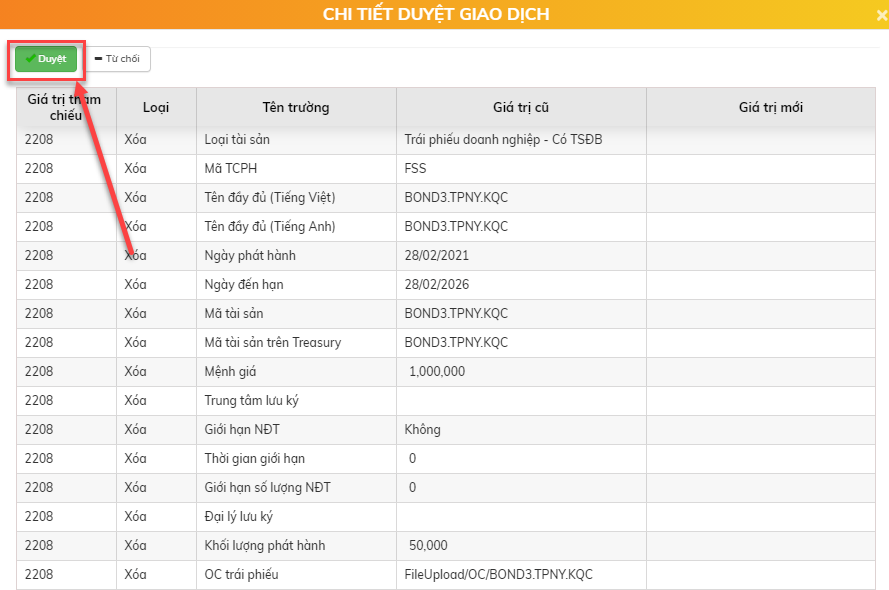 CHI TIẾT DUYỆT GIAO DỊCH
Duyệt Từ chối
Giá trị tham chiếu Loại Tên trường Giá trị cũ Giá trị mới
2208 Xóa Loại tài sản Trái phiếu doanh nghiệp - Có TSĐB
2208 Xóa Mã TCPH FSS
2208 Xóa Tên đầy đủ (Tiếng Việt) BOND3.TPNY.KQC
2208 Xóa Tên đầy đủ (Tiếng Anh) BOND3.TPNY.KQC
2208 Xóa Ngày phát hành 28/02/2021
2208 Xóa Ngày đến hạn 28/02/2026
2208 Xóa Mã tài sản BOND3.TPNY.KQC
2208 Xóa Mã tài sản trên Treasury BOND3.TPNY.KQC
2208 Xóa Mệnh giá 1,000,000
2208 Xóa Trung tâm lưu ký
2208 Xóa Giới hạn NĐT Không
2208 Xóa Thời gian giới hạn 0
2208 Xóa Giới hạn số lượng NĐT 0
2208 Xóa Đại lý lưu ký
2208 Xóa Khối lượng phát hành 50,000
2208 Xóa OC trái phiếu FileUpload/OC/BOND3.TPNY.KQC